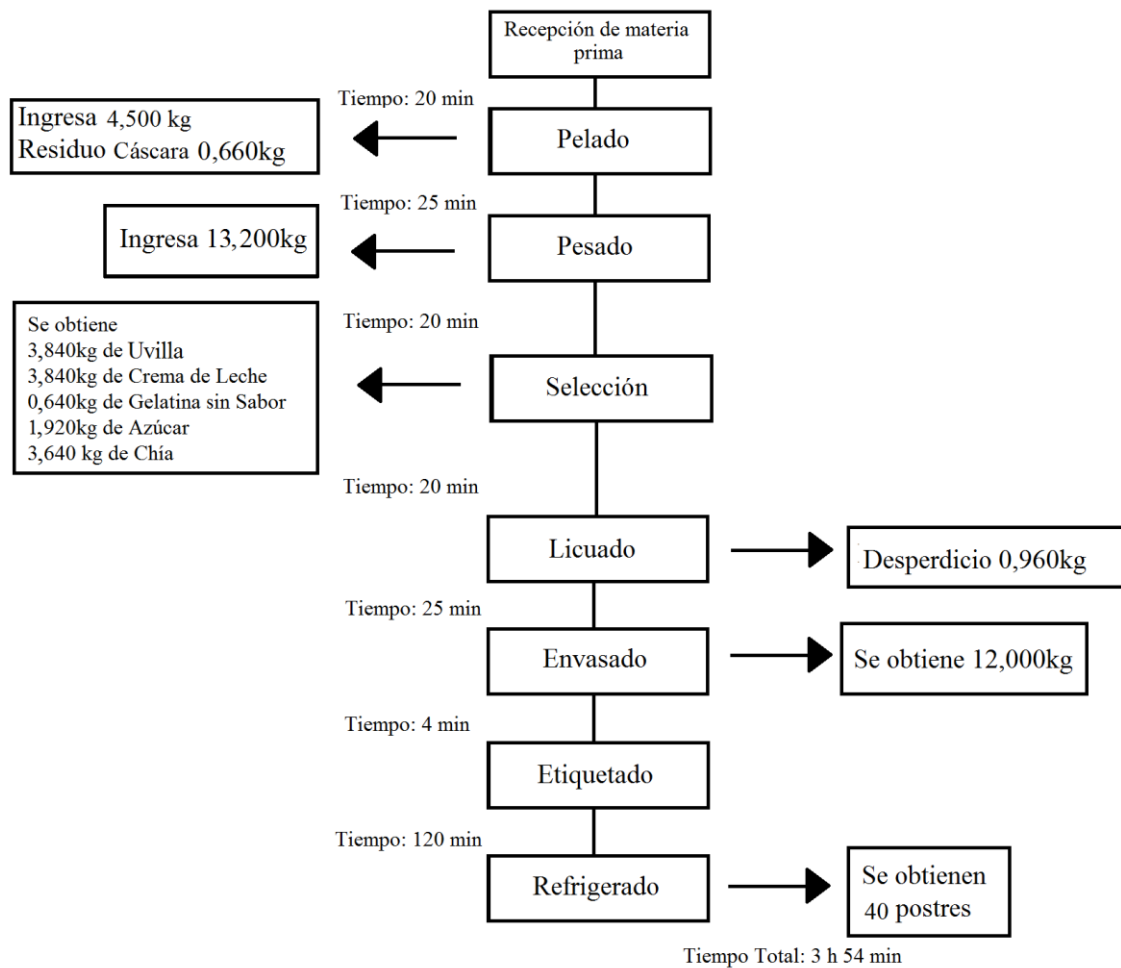 Recepción de materia
prima
Tiempo: 20 min
Ingresa 4,500 kg
Residuo Cáscara 0,660kg
Pelado
Tiempo: 25 min
Ingresa 13,200kg
Pesado
Tiempo: 20 min
Se obtiene
3,840kg de Uvilla
3,840kg de Crema de Leche
0,640kg de Gelatina sin Sabor
1,920kg de Azúcar
3,640 kg de Chía
Selección
Tiempo: 20 min
Licuado
Desperdicio 0,960kg
Tiempo: 25 min
Envasado
Se obtiene 12,000kg
Tiempo: 4 min
Etiquetado
Tiempo: 120 min
Refrigerado
Se obtienen
40 postres
Tiempo Total: 3 h 54 min